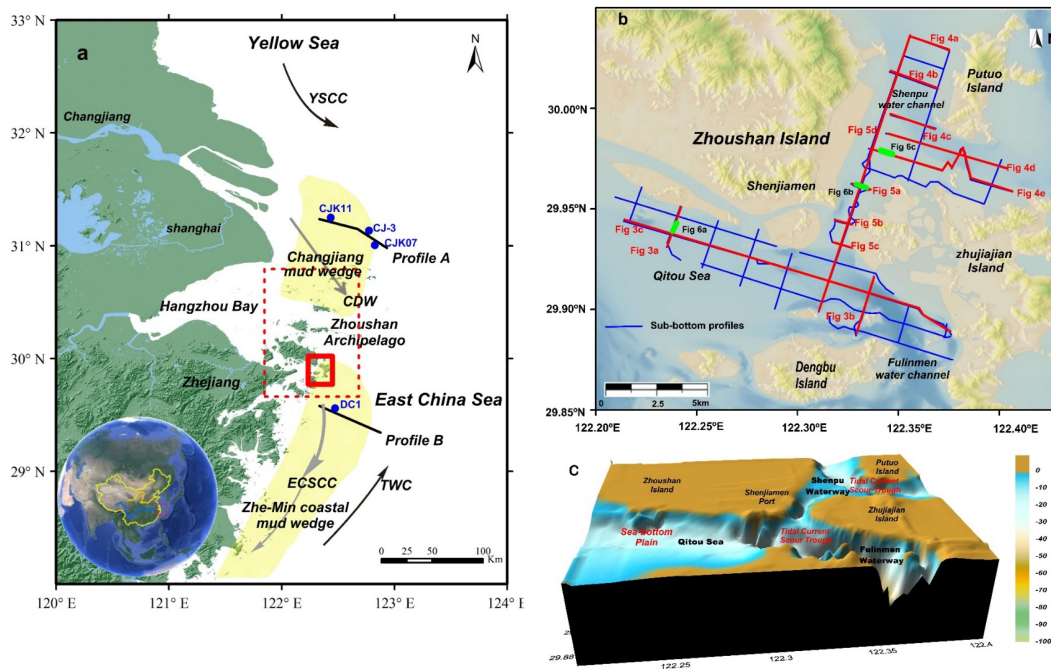 33° N
32° N
31° N
30° N
29° N
120° E
121° E
122° E
123° E
124° E
a
Yellow Sea
N
YSCC
Changjiang
shanghai
CJK11
CJ-3
CJK07
Profile A
Changjiang
mud wedge
CDW
Hangzhou Bay
Zhoushan
Archipelago
Zhejiang
DC1
East China Sea
Profile B
ECSCC
TWC
Zhe-Min coastal
mud wedge
0 25 50 100
Km
b
Fig 4a
Putuo
Island
Fig 4b
Shenpu
water channel
30.00°N
Zhoushan Island
Fig 5d
Fig 4c
Fig 6c
Fig 4d
Shenjiamen
Fig 6b
Fig 5a
Fig 4e
29.95°N
Fig 3c
Fig 6a
Fig 5b
Fig 3a
Fig 5c
zhujiajian
Island
Qitou Sea
29.90°N
Fig 3b
Sub-bottom profiles
Fulinmen
water channel
Dengbu
Island
0 2.5 5km
29.85°N
122.20°E
122.25°E
122.30°E
122.35°E
122.40°E
C
Zhoushan
Island
Shenjiamen
Port
Shenpu
Waterway
Putuo
Island
Tidal Current
Scour Trough
Zhujiajian
Island
Sea-bottom
Plain
Qitou Sea
Tidal Current
Scour Trough
Fulinmen
Waterway
0
-10
-20
-30
-40
-50
-60
-70
-80
-90
-100
29.88
122.25
122.3
122.35
122.4